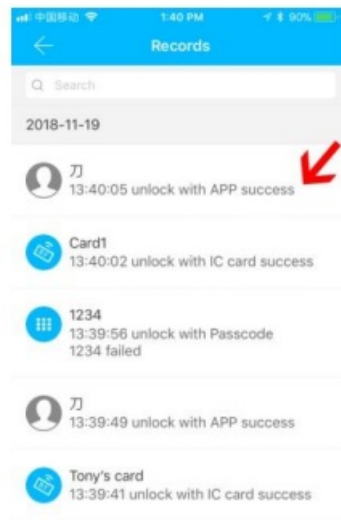 中国移动 1:40 PM 90%
Records
Search
2018-11-19
刀
13:40:05 unlock with APP success
Card1
13:40:02 unlock with IC card success
1234
13:39:56 unlock with Passcode
1234 failed
刀
13:39:49 unlock with APP success
Tony's card
13:39:41 unlock with IC card success